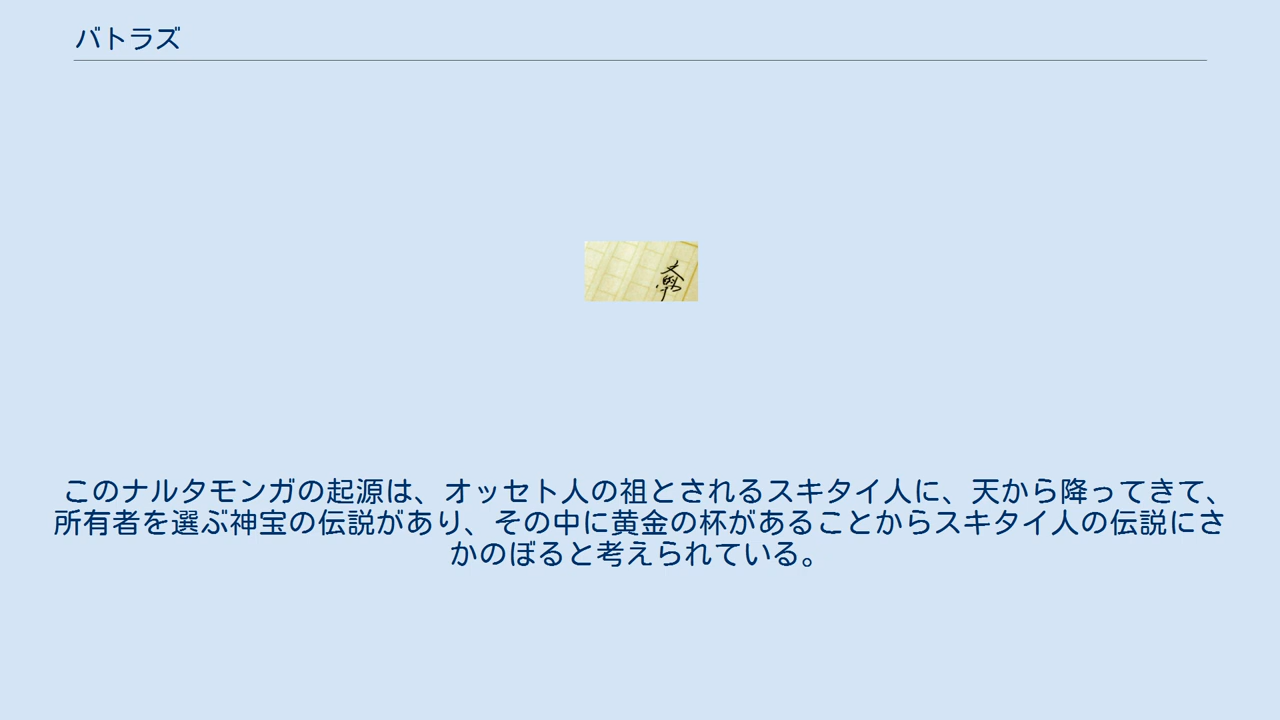 バトラズ
このナルタモンガの起源は、オッセト人の祖とされるスキタイ人に、天から降ってきて、
所有者を選ぶ神宝の伝説があり、その中に黄金の杯があることからスキタイ人の伝説にさ
かのぼると考えられている。